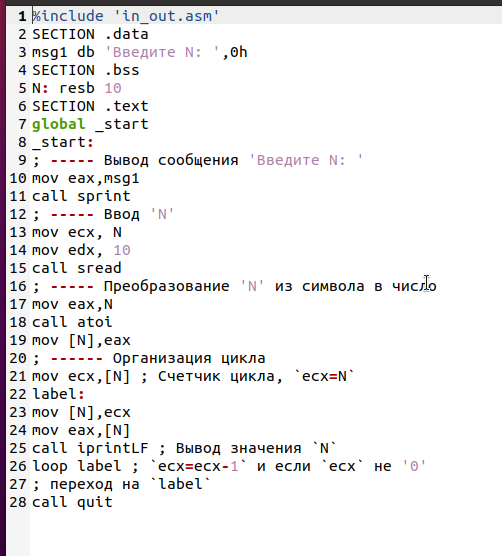 1 %include 'in_out.asm'
2 SECTION .data
3 msg1 db 'Введите N: ',0h
4 SECTION .bss
5 N: resb 10
6 SECTION .text
7 global _start
8 _start:
9 ; ----- Вывод сообщения 'Введите N: '
10 mov eax,msg1
11 call sprint
12 ; ----- Ввод 'N'
13 mov ecx, N
14 mov edx, 10
15 call sread
16 ; ----- Преобразование 'N' из символа в число
17 mov eax,N
18 call atoi
19 mov [N],eax
20 ; ------ Организация цикла
21 mov ecx,[N] ; Счетчик цикла, `ecx=N`
22 label:
23 mov [N],ecx
24 mov eax,[N]
25 call iprintLF ; Вывод значения `N`
26 loop label ; `ecx=ecx-1` и если `ecx` не '0'
27 ; переход на `label`
28 call quit